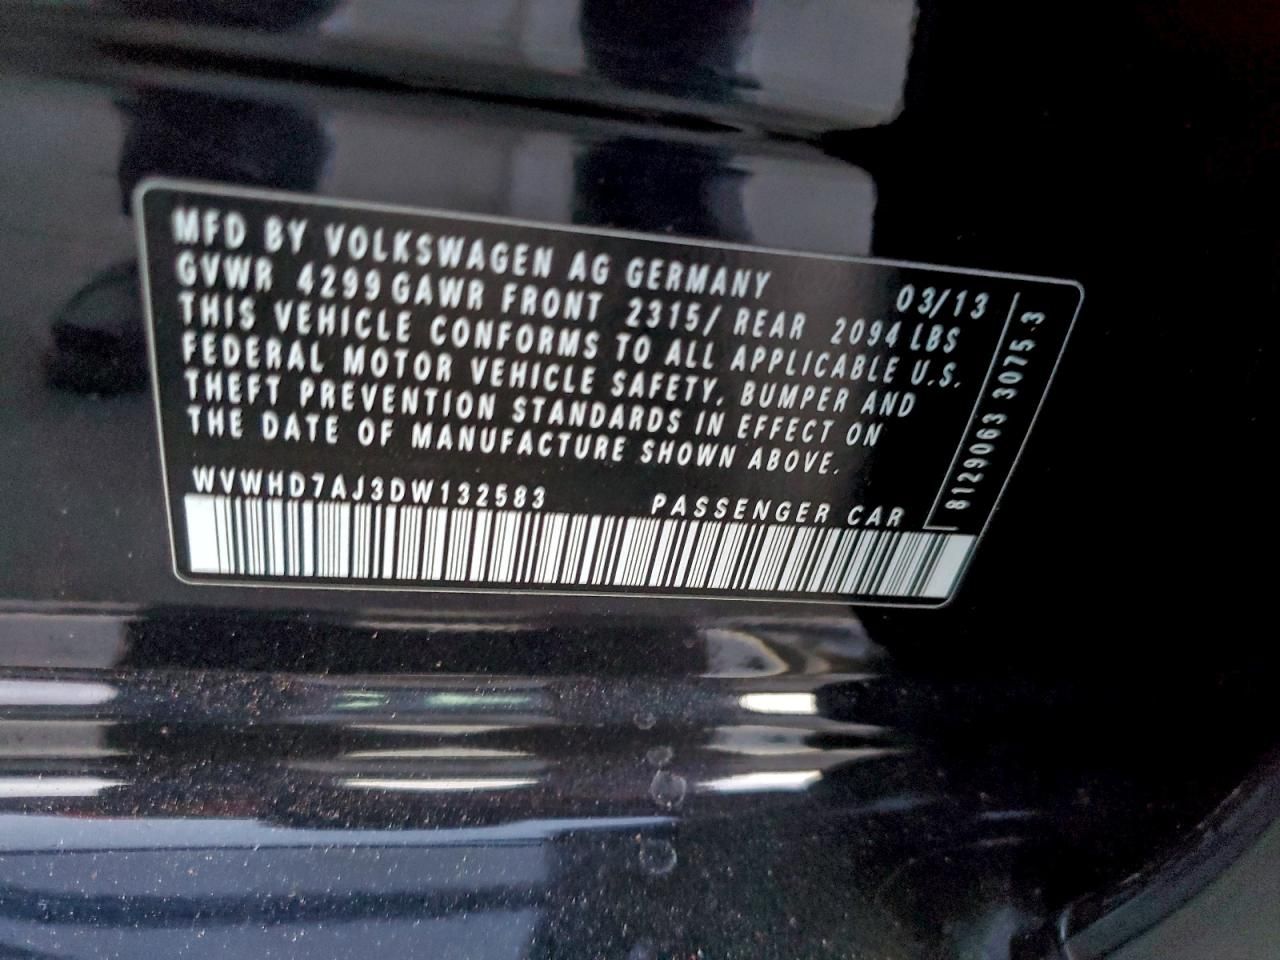 MFD BY VOLKSWAGEN AG GERMANY 03/13
GVWR 4299 GAWR FRONT 2315/ REAR 2094 LBS
THIS VEHICLE CONFORMS TO ALL APPLICABLE U.S.
FEDERAL MOTOR VEHICLE SAFETY, BUMPER AND
THEFT PREVENTION STANDARDS IN EFFECT ON
THE DATE OF MANUFACTURE SHOWN ABOVE.
WVWHD7AJ3DW132583 PASSENGER CAR
8129063 3075.3